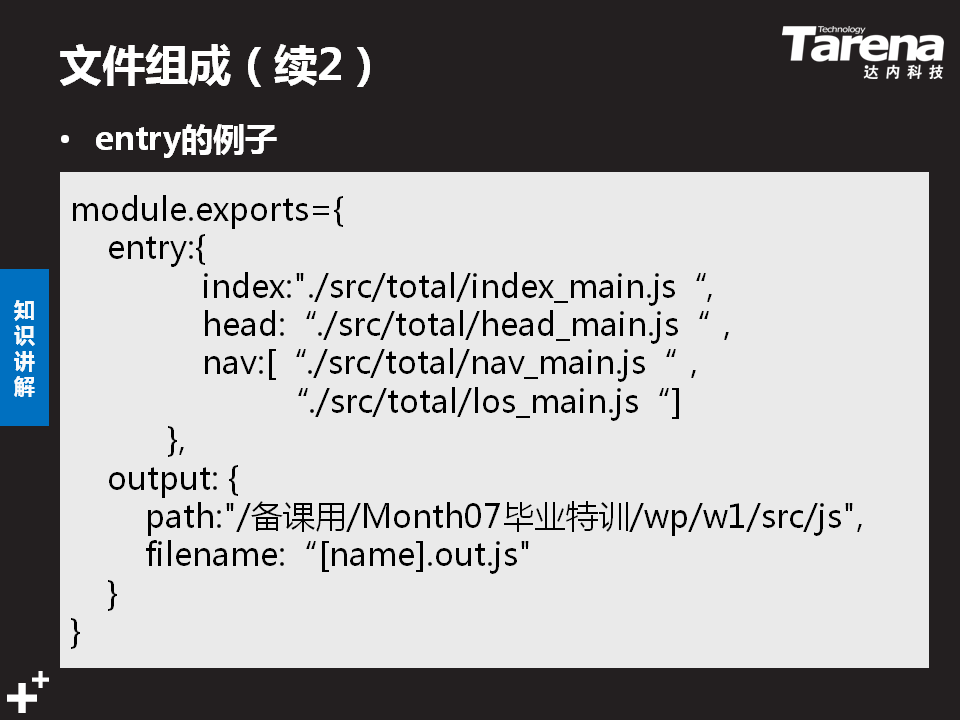 文件组成（续2）
Technology
Tarena
达内科技
• entry的例子
module.exports={
entry:{
index:"./src/total/index_main.js “,
head: “./src/total/head_main.js “ ,
nav:[ “./src/total/nav_main.js “ ,
“./src/total/los_main.js “]
},
output: {
path:"/备课用/Month07毕业特训/wp/w1/src/js",
filename: “[name].out.js"
}
}
知识讲解